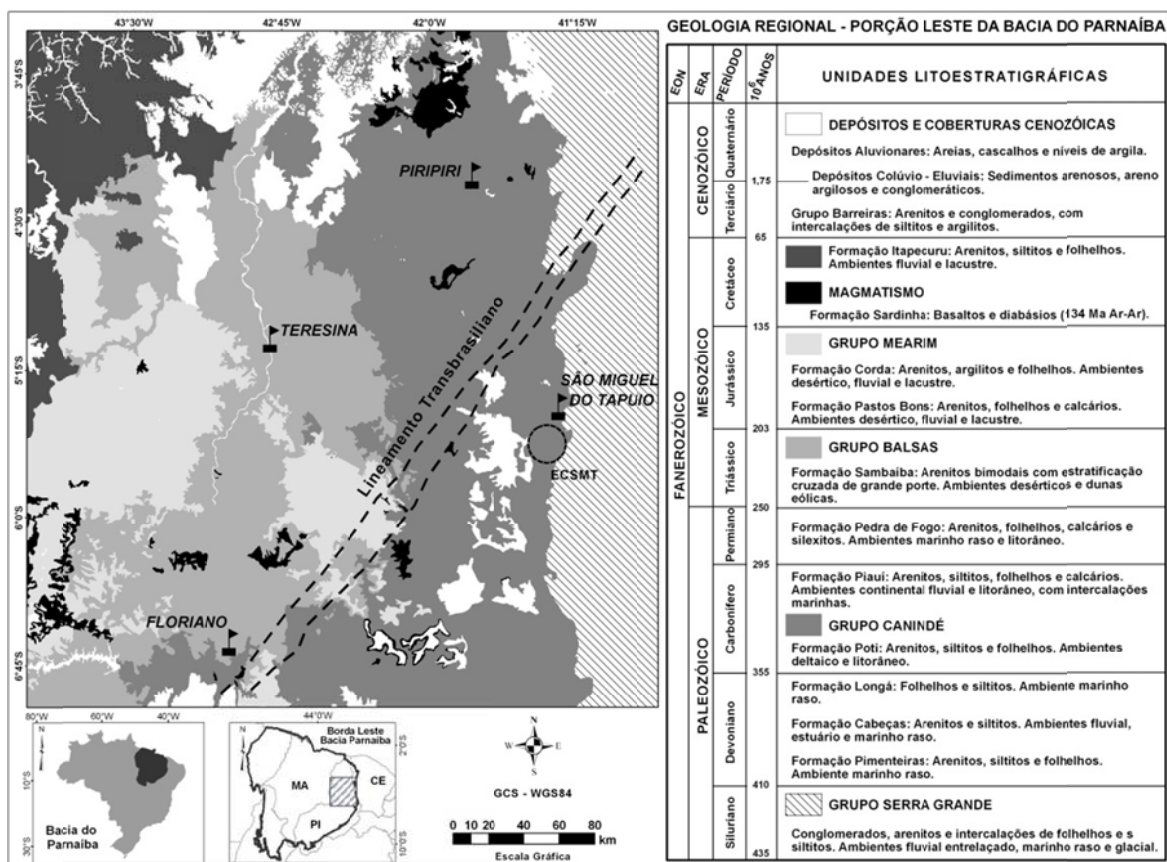 43°30'W
42°45'W
42°0'W
41°15'W
3°45'S
4°30'S
5°15'S
6°0'S
6°45'S
PIRIPIRI
TERESINA
Lineamento Transbrasiliano
SÃO MIGUEL
DO TAPUIO
ECSMT
FLORIANO
80°W
60°W
40°W
10°S
30°S
N
Bacia do
Parnaíba
44°0'W
N
Borda Leste
Bacia Parnaíba
2°0'S
10°0'S
MA
CE
PI
N
W
E
S
GCS - WGS84
0 10 20 40 60 80
km
Escala Gráfica
GEOLOGIA REGIONAL - PORÇÃO LESTE DA BACIA DO PARNAÍBA
EON
ERA
PERÍODO
10⁶ ANOS
UNIDADES LITOESTRATIGRÁFICAS
FANEROZÓICO
CENOZÓICO
Quaternário
DEPÓSITOS E COBERTURAS CENOZÓICAS
Depósitos Aluvionares: Areias, cascalhos e níveis de argila.
1,75
Depósitos Colúvio - Eluviais: Sedimentos arenosos, areno
argilosos e conglomeráticos.
Terciário
Grupo Barreiras: Arenitos e conglomerados, com
intercalações de siltitos e argilitos.
65
MESOZÓICO
Cretáceo
Formação Itapecuru: Arenitos, siltitos e folhelhos.
Ambientes fluvial e lacustre.
MAGMATISMO
Formação Sardinha: Basaltos e diabásios (134 Ma Ar-Ar).
135
Jurássico
GRUPO MEARIM
Formação Corda: Arenitos, argilitos e folhelhos. Ambientes
desértico, fluvial e lacustre.
Formação Pastos Bons: Arenitos, folhelhos e calcários.
Ambientes desértico, fluvial e lacustre.
203
Triássico
GRUPO BALSAS
Formação Sambaíba: Arenitos bimodais com estratificação
cruzada de grande porte. Ambientes desérticos e dunas
eólicas.
250
PALEOZÓICO
Permiano
Formação Pedra de Fogo: Arenitos, folhelhos, calcários e
silexitos. Ambientes marinho raso e litorâneo.
295
Carbonífero
Formação Piauí: Arenitos, siltitos, folhelhos e calcários.
Ambientes continental fluvial e litorâneo, com intercalações
marinhas.
GRUPO CANINDÉ
Formação Poti: Arenitos, siltitos e folhelhos. Ambientes
deltaico e litorâneo.
355
Devoniano
Formação Longá: Folhelhos e siltitos. Ambiente marinho
raso.
Formação Cabeças: Arenitos e siltitos. Ambientes fluvial,
estuário e marinho raso.
Formação Pimenteiras: Arenitos, siltitos e folhelhos.
Ambiente marinho raso.
410
Siluriano
GRUPO SERRA GRANDE
Conglomerados, arenitos e intercalações de folhelhos e s
siltitos. Ambiente fluvial entrelaçado, marinho raso e glacial.
435